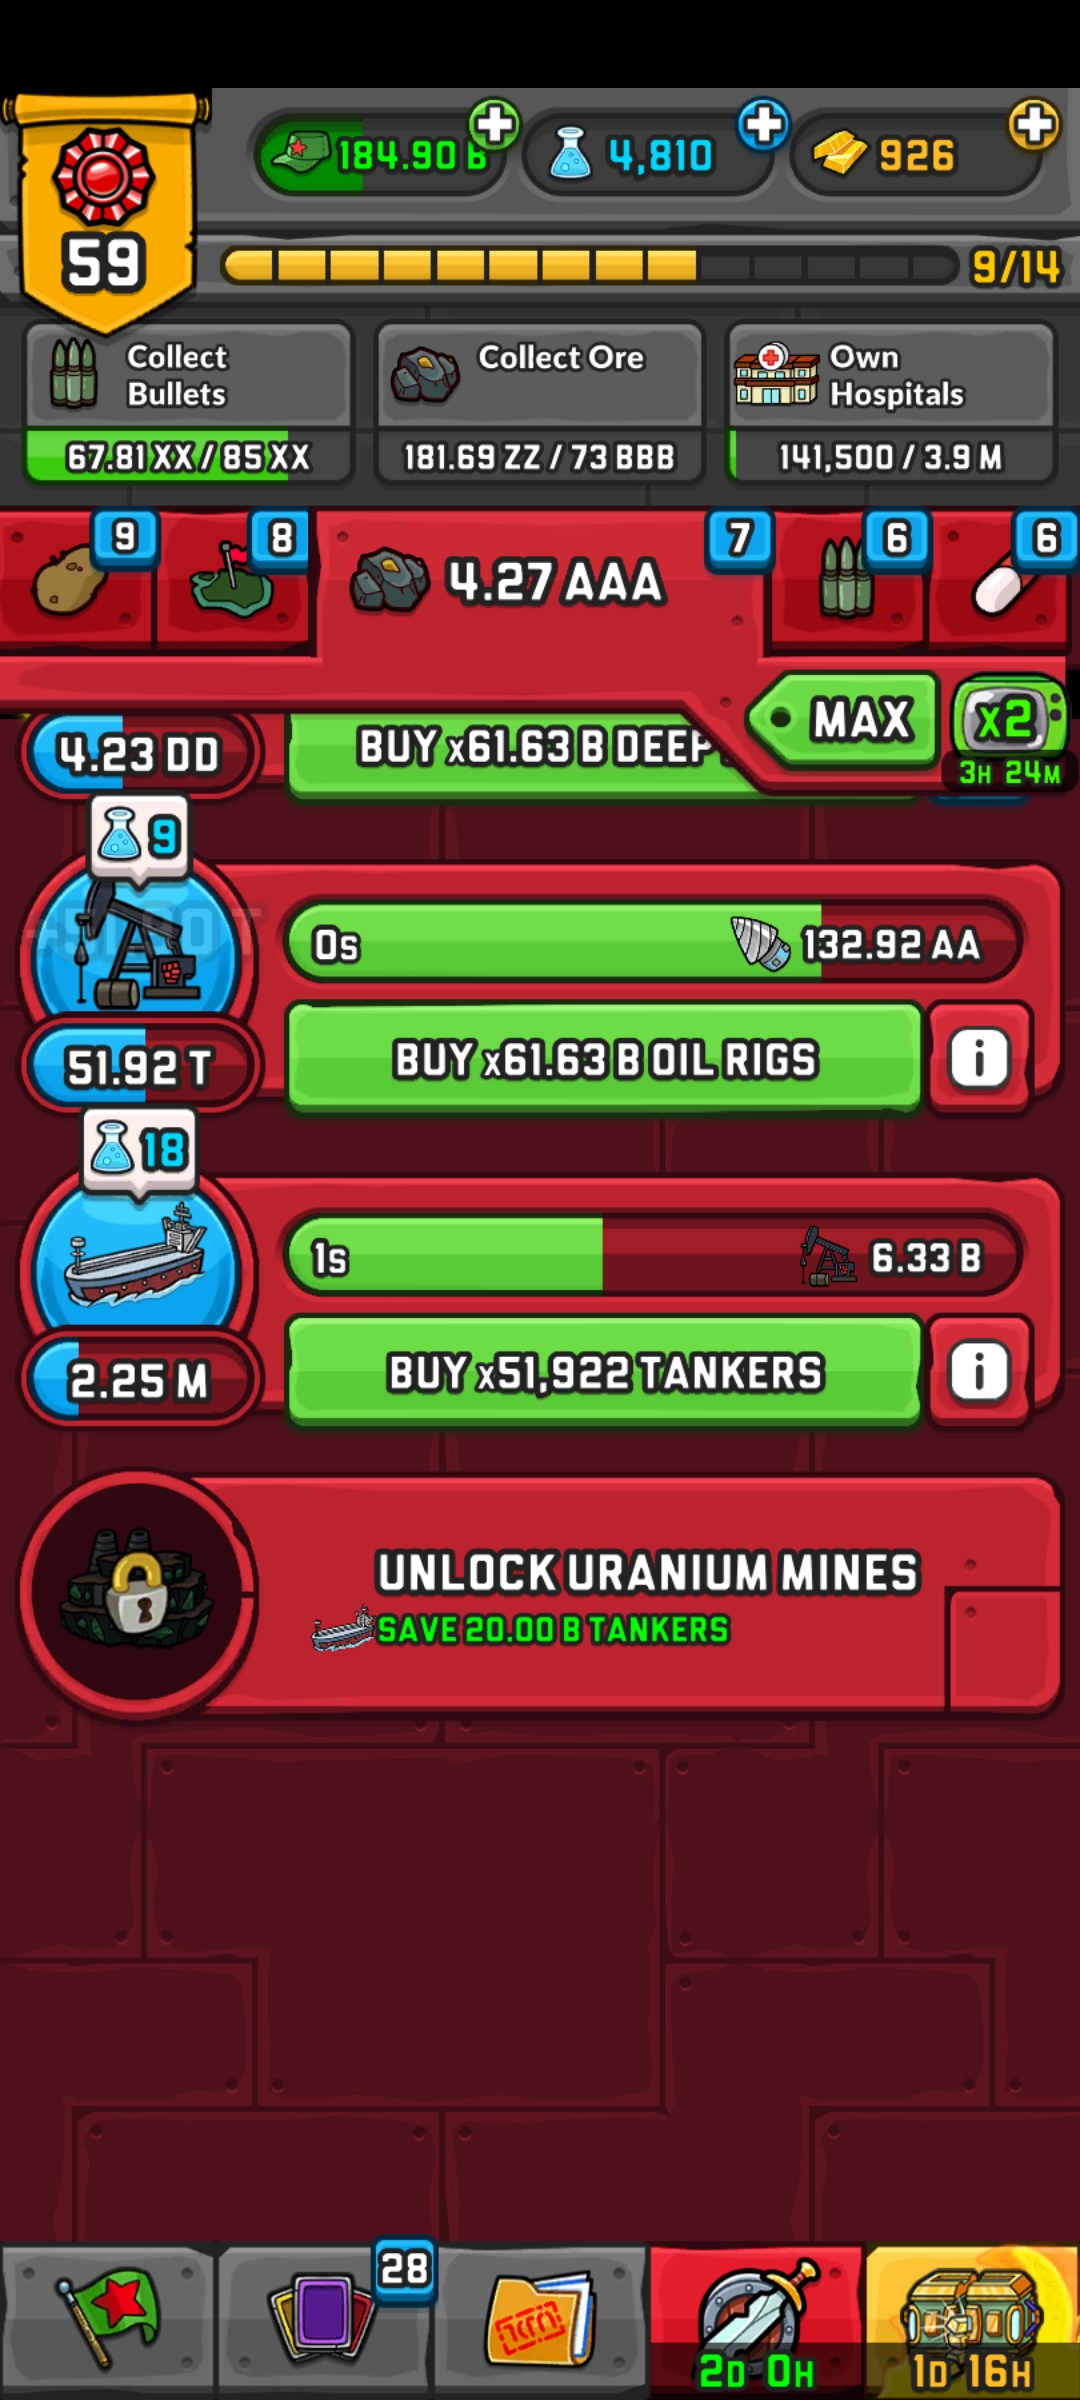 184.90 B
4,810
926
59
9/14
Collect
Bullets
67.81 XX / 85 XX
Collect Ore
181.69 ZZ / 73 BBB
Own
Hospitals
141,500 / 3.9 M
9
8
4.27 AAA
7
6
6
MAX
x2
3H 24M
4.23 DD
BUY x61.63 B DEEP
9
0s
132.92 AA
51.92 T
BUY x61.63 B OIL RIGS
i
18
1s
6.33 B
2.25 M
BUY x51,922 TANKERS
i
UNLOCK URANIUM MINES
SAVE 20.00 B TANKERS
28
2D 0H
1D 16H